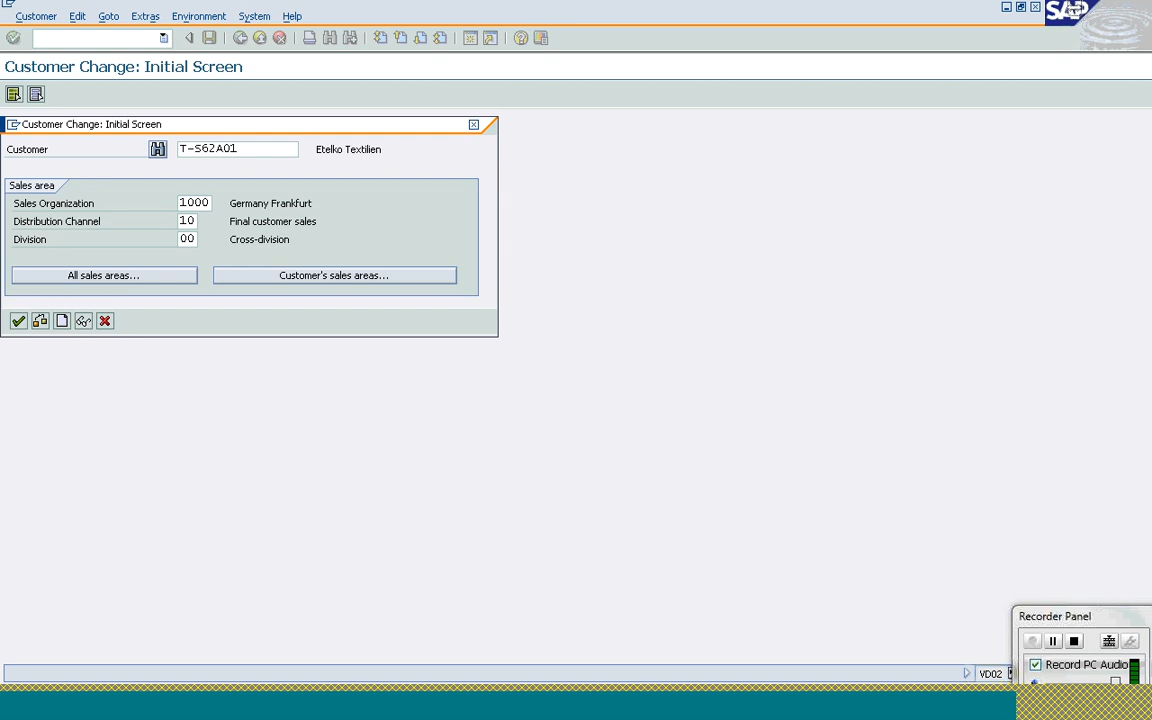 Customer Edit Goto Extras Environment System Help
SAP
Customer Change: Initial Screen
Customer Change: Initial Screen
Customer T-S62A01 Etelko Textilien
Sales area
Sales Organization 1000 Germany Frankfurt
Distribution Channel 10 Final customer sales
Division 00 Cross-division
All sales areas... Customer's sales areas...
Recorder Panel
Record PC Audio
VD02